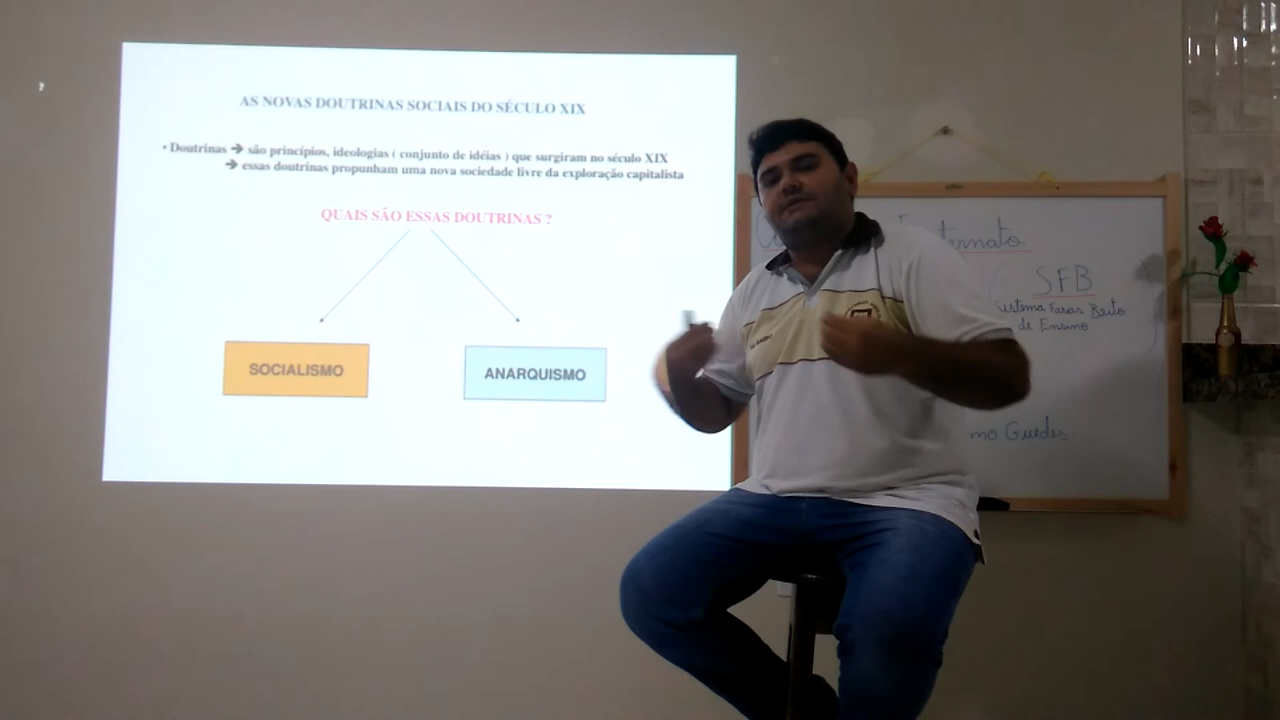 AS NOVAS DOUTRINAS SOCIAIS DO SÉCULO XIX
• Doutrinas ➔ são princípios, ideologias ( conjunto de idéias ) que surgiram no século XIX
➔ essas doutrinas propunham uma nova sociedade livre da exploração capitalista
QUAIS SÃO ESSAS DOUTRINAS ?
SOCIALISMO
ANARQUISMO
ternato
SFB
Sistema Farias Brito
de Ensino
mo Guedes